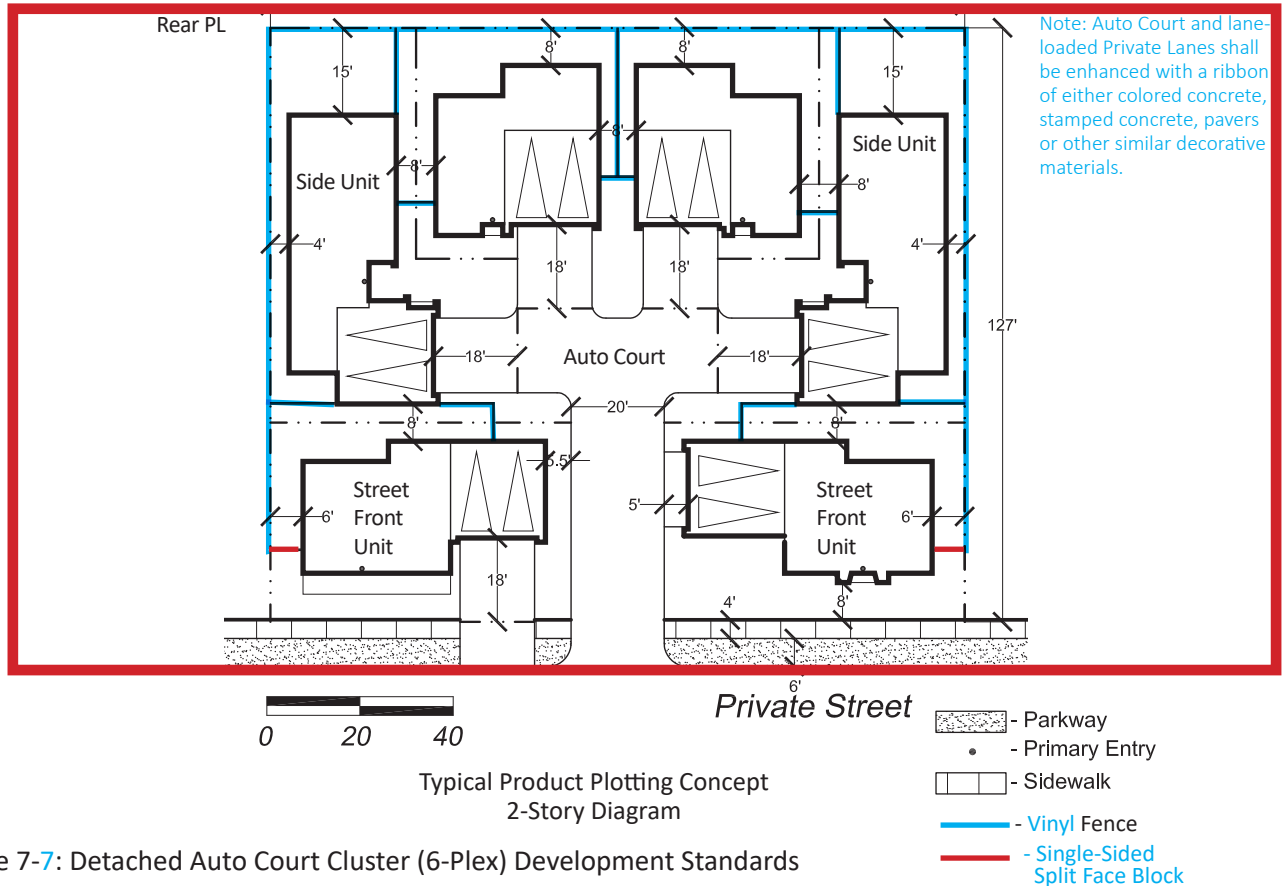 Rear PL
Note: Auto Court and lane-
loaded Private Lanes shall
be enhanced with a ribbon
of either colored concrete,
stamped concrete, pavers
or other similar decorative
materials.
8'
8'
15'
15'
8'
Side Unit
Side Unit
8'
8'
4'
4'
18'
18'
127'
18'
Auto Court
18'
20'
8'
8'
5.5'
Street
Front
Unit
Street
Front
Unit
6'
5'
6'
18'
4'
8'
6'
Private Street
0 20 40
- Parkway
- Primary Entry
- Sidewalk
- Vinyl Fence
- Single-Sided
Split Face Block
Typical Product Plotting Concept
2-Story Diagram
e 7-7: Detached Auto Court Cluster (6-Plex) Development Standards